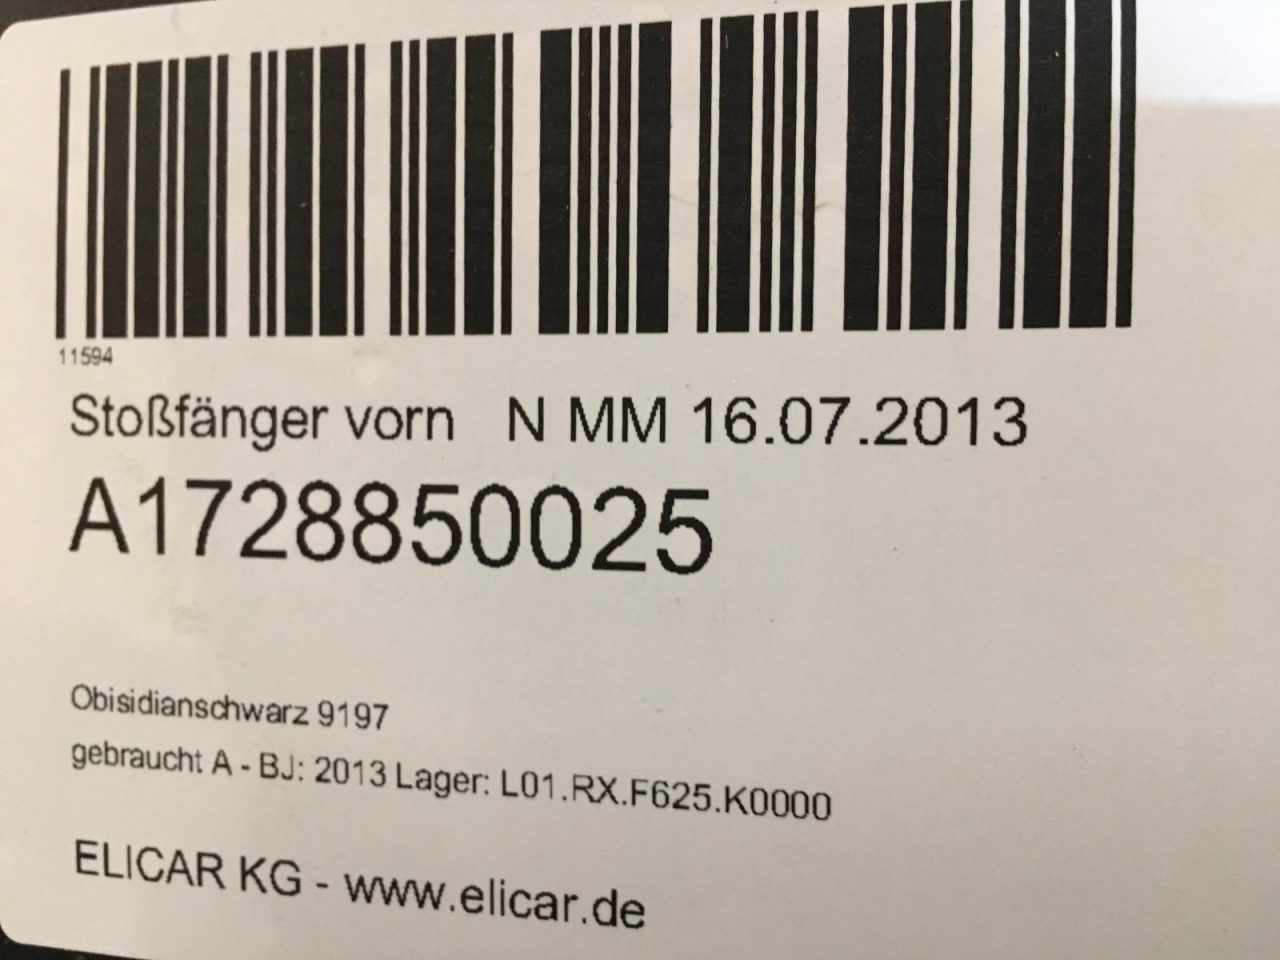 11594
Stoßfänger vorn N MM 16.07.2013
A1728850025
Obisidianschwarz 9197
gebraucht A - BJ: 2013 Lager: L01.RX.F625.K0000
ELICAR KG - www.elicar.de